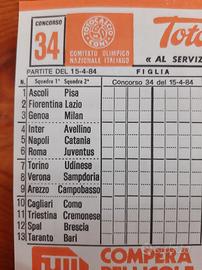 CONCORSO
34
TOTOCALCIO
CONI
COMITATO OLIMPICO
NAZIONALE ITALIANO
Toto
« AL SERVIZ
PARTITE DEL 15-4-84
FIGLIA
Squadra 1ª Squadra 2ª
Concorso 34 del 15-4-84
1 Ascoli Pisa
2 Fiorentina Lazio
3 Genoa Milan
4 Inter Avellino
5 Napoli Catania
6 Roma Juventus
7 Torino Udinese
8 Verona Sampdoria
9 Arezzo Campobasso
10 Cagliari Como
11 Triestina Cremonese
12 Spal Brescia
13 Taranto Bari
COMPERA